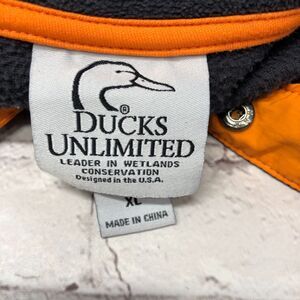 ®
DUCKS
UNLIMITED
LEADER IN WETLANDS
CONSERVATION
Designed in the U.S.A.
XL
MADE IN CHINA